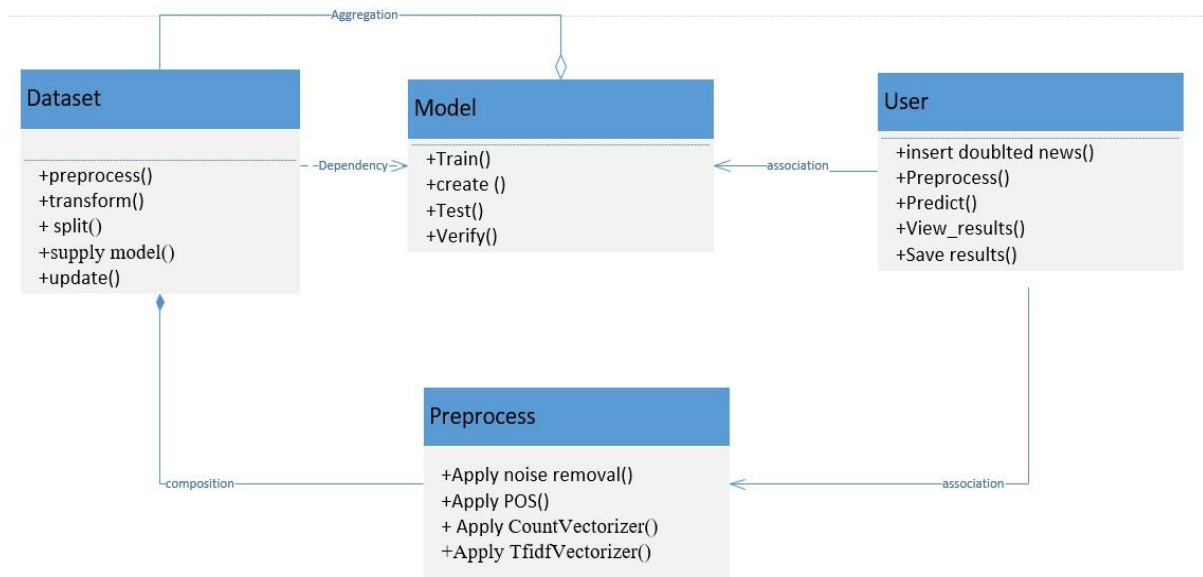 Aggregation
Dataset
+preprocess()
+transform()
+ split()
+supply model()
+update()
Dependency
Model
+Train()
+create ()
+Test()
+Verify()
association
User
+insert doublted news()
+Preprocess()
+Predict()
+View_results()
+Save results()
composition
Preprocess
+Apply noise removal()
+Apply POS()
+ Apply CountVectorizer()
+Apply TfidfVectorizer()
association